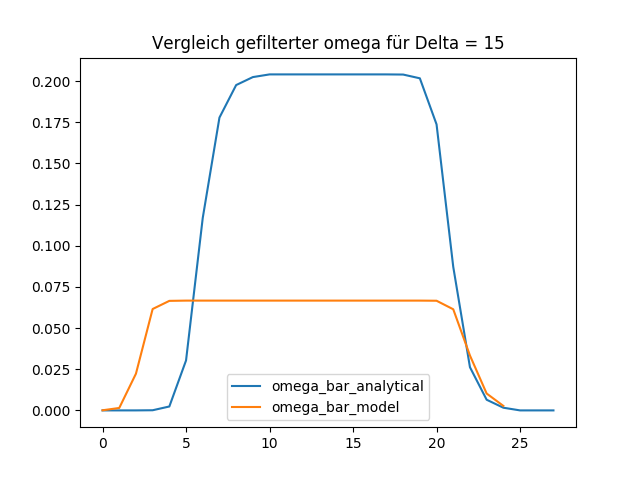 Vergleich gefilterter omega für Delta = 15
0.200
0.175
0.150
0.125
0.100
0.075
0.050
0.025
0.000
omega_bar_analytical
omega_bar_model
0 5 10 15 20 25